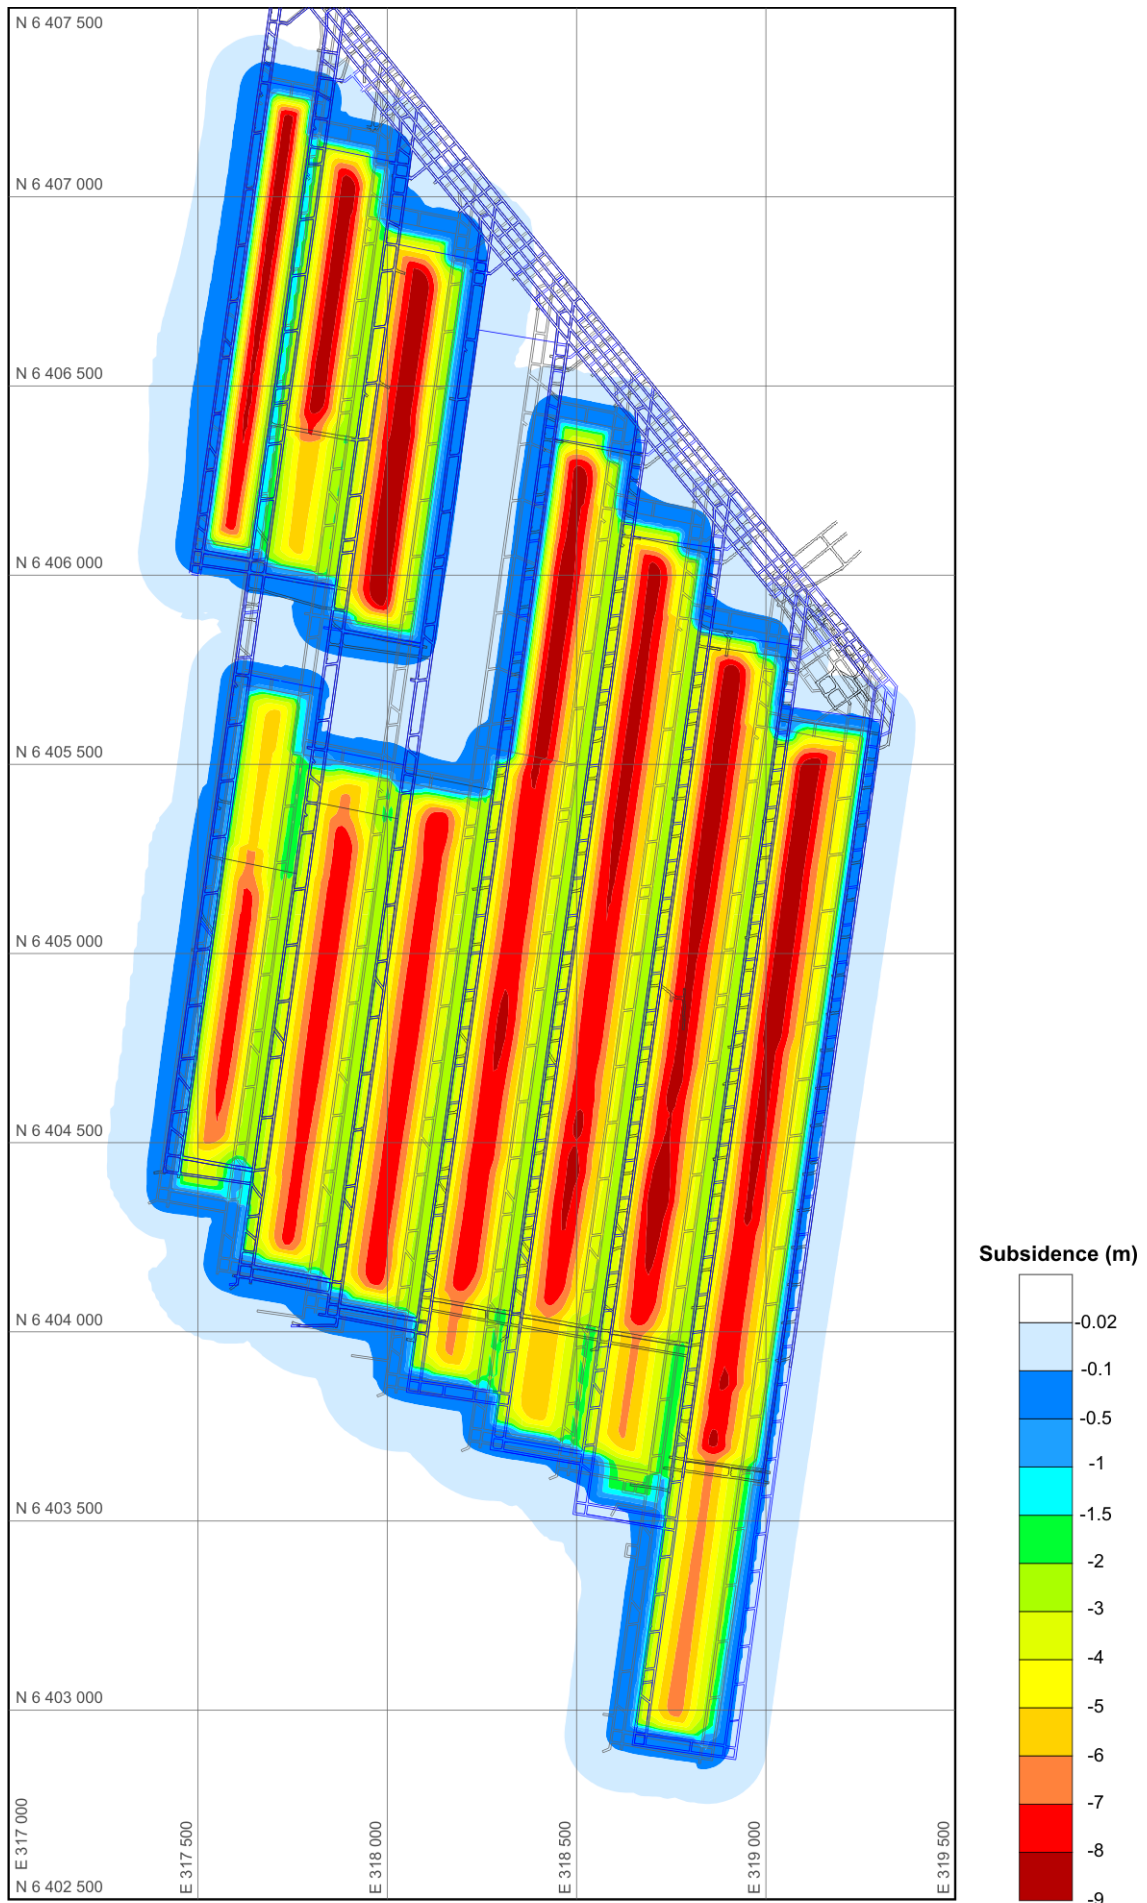 N 6 407 500
N 6 407 000
N 6 406 500
N 6 406 000
N 6 405 500
N 6 405 000
N 6 404 500
N 6 404 000
N 6 403 500
N 6 403 000
N 6 402 500
E 317 000
E 317 500
E 318 000
E 318 500
E 319 000
E 319 500
Subsidence (m)
-0.02
-0.1
-0.5
-1
-1.5
-2
-3
-4
-5
-6
-7
-8
-9